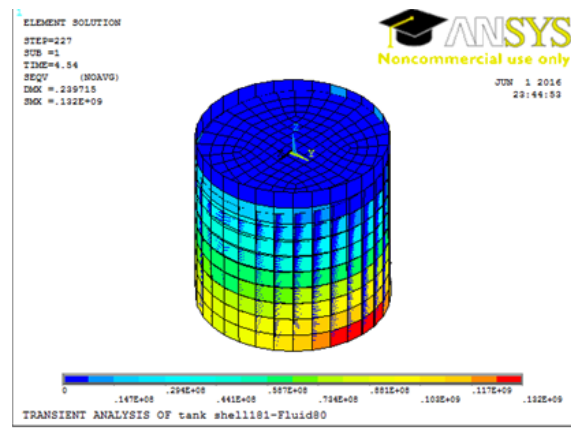 1
ELEMENT SOLUTION
STEP=227
SUB =1
TIME=4.54
SEQV (NOAVG)
DMX =.239715
SMX =.132E+09
ANSYS
Noncommercial use only
JUN 1 2016
23:44:53
Z
Y
0 .294E+08 .587E+08 .881E+08 .117E+09
.147E+08 .441E+08 .734E+08 .103E+09 .132E+09
TRANSIENT ANALYSIS OF tank shell181-Fluid80